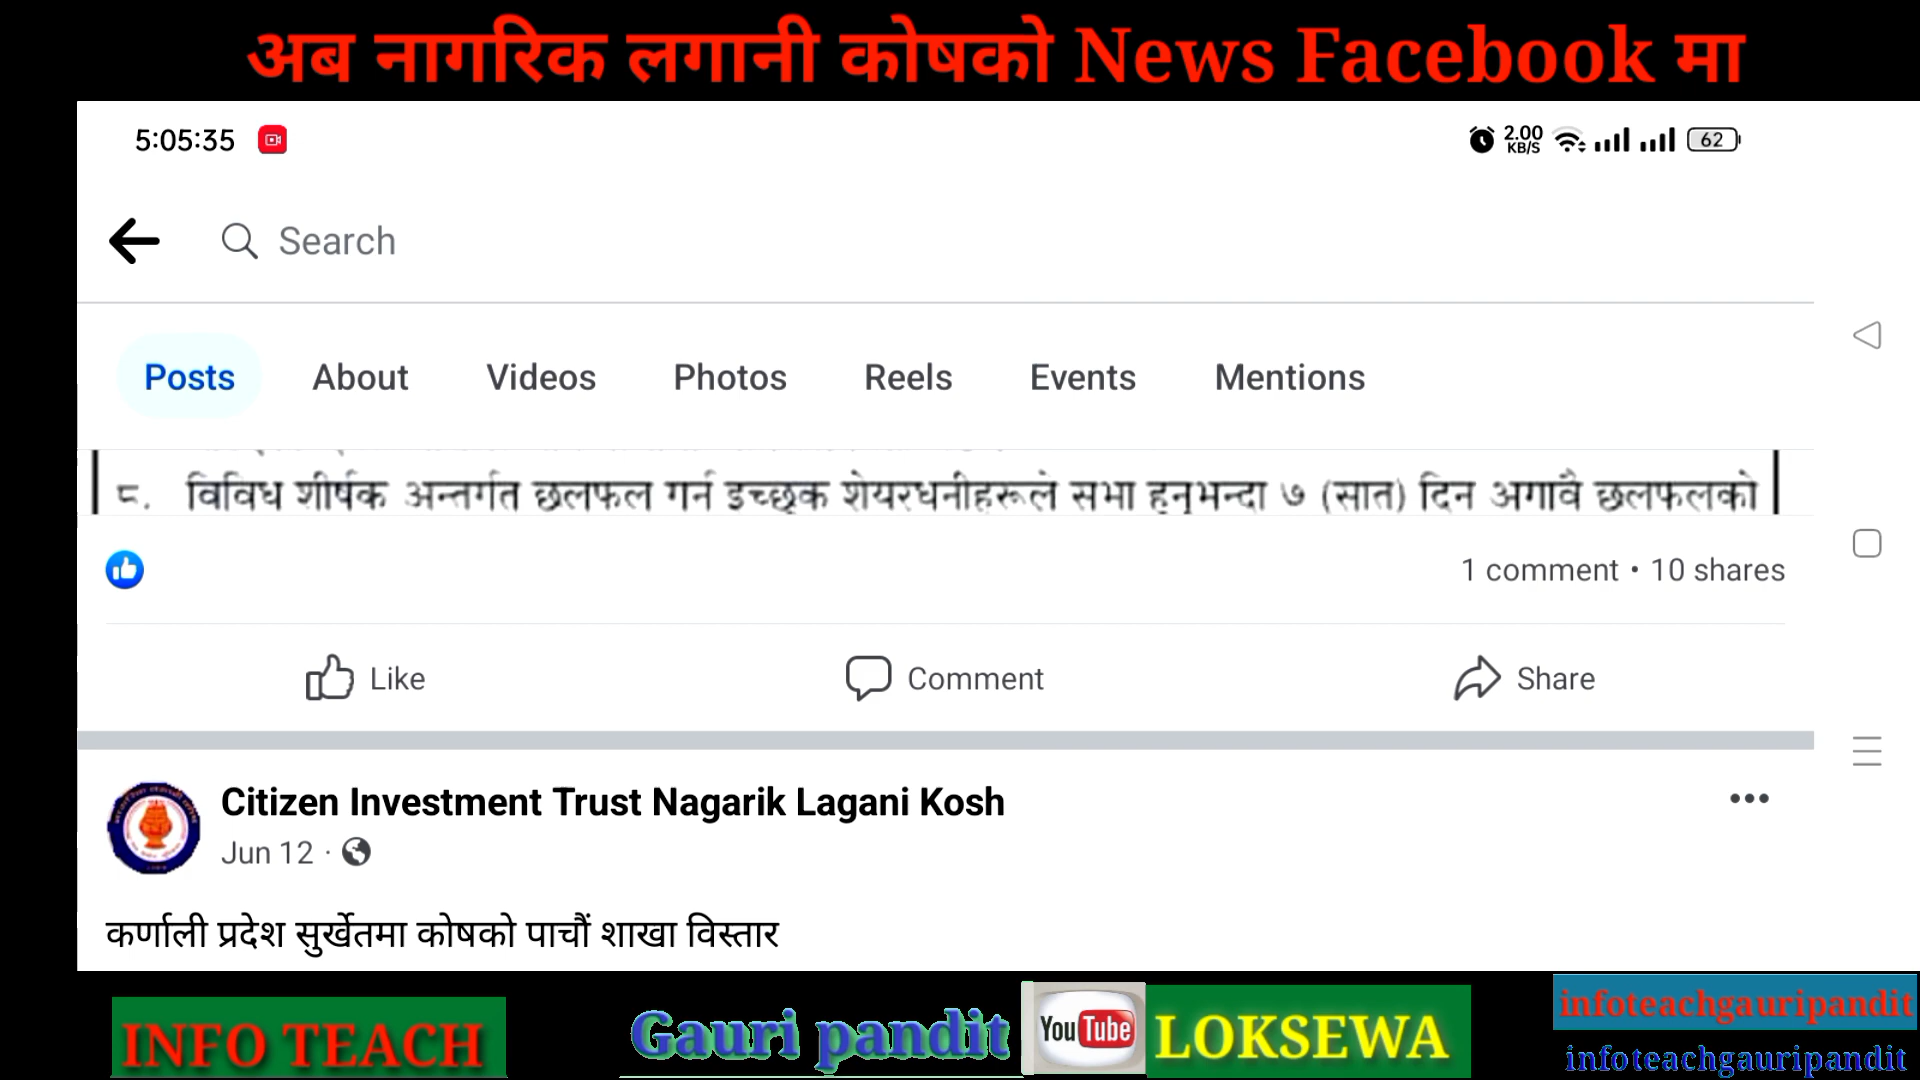 अब नागरिक लगानी कोषको News Facebook मा
5:05:35 2.00 KB/S 62
Search
Posts About Videos Photos Reels Events Mentions
८. विविध शीर्षक अन्तर्गत छलफल गर्न इच्छुक शेयरधनीहरूले सभा हुनुभन्दा ७ (सात) दिन अगावै छलफलको
1 comment • 10 shares
Like Comment Share
Citizen Investment Trust Nagarik Lagani Kosh
Jun 12 ·
कर्णाली प्रदेश सुर्खेतमा कोषको पाचौं शाखा विस्तार
INFO TEACH Gauri pandit YouTube LOKSEWA infoteachgauripandit
infoteachgauripandit